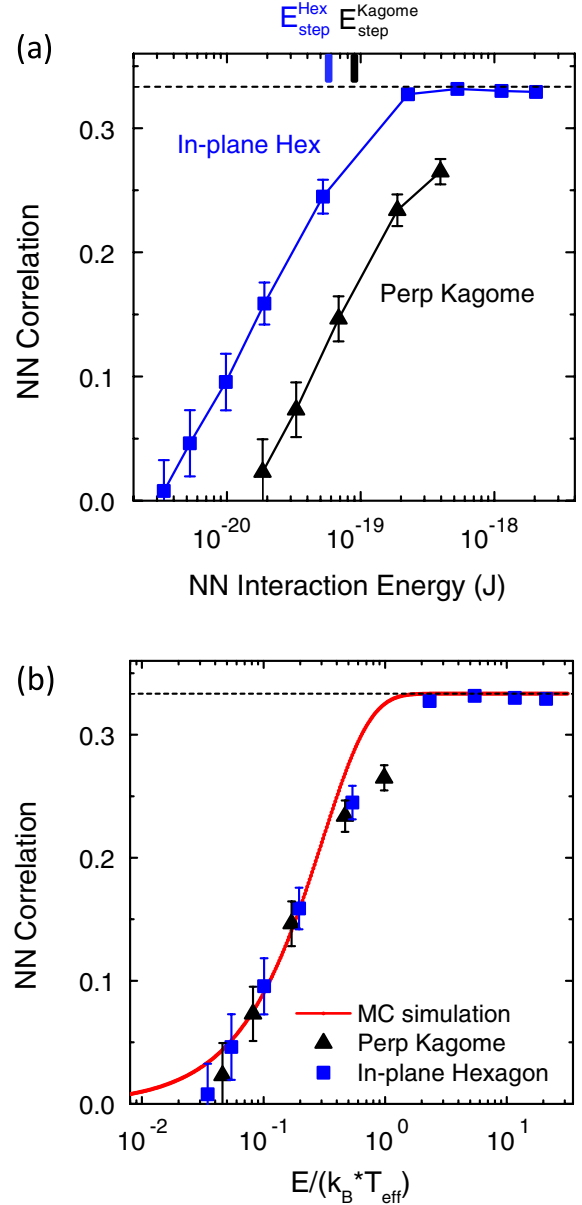 E_step^Hex E_step^Kagome
(a)
0.3
In-plane Hex
0.2
NN Correlation
Perp Kagome
0.1
0.0
10^-20 10^-19 10^-18
NN Interaction Energy (J)
(b)
0.3
0.2
NN Correlation
0.1
MC simulation
Perp Kagome
In-plane Hexagon
0.0
10^-2 10^-1 10^0 10^1
E/(k_B*T_eff)